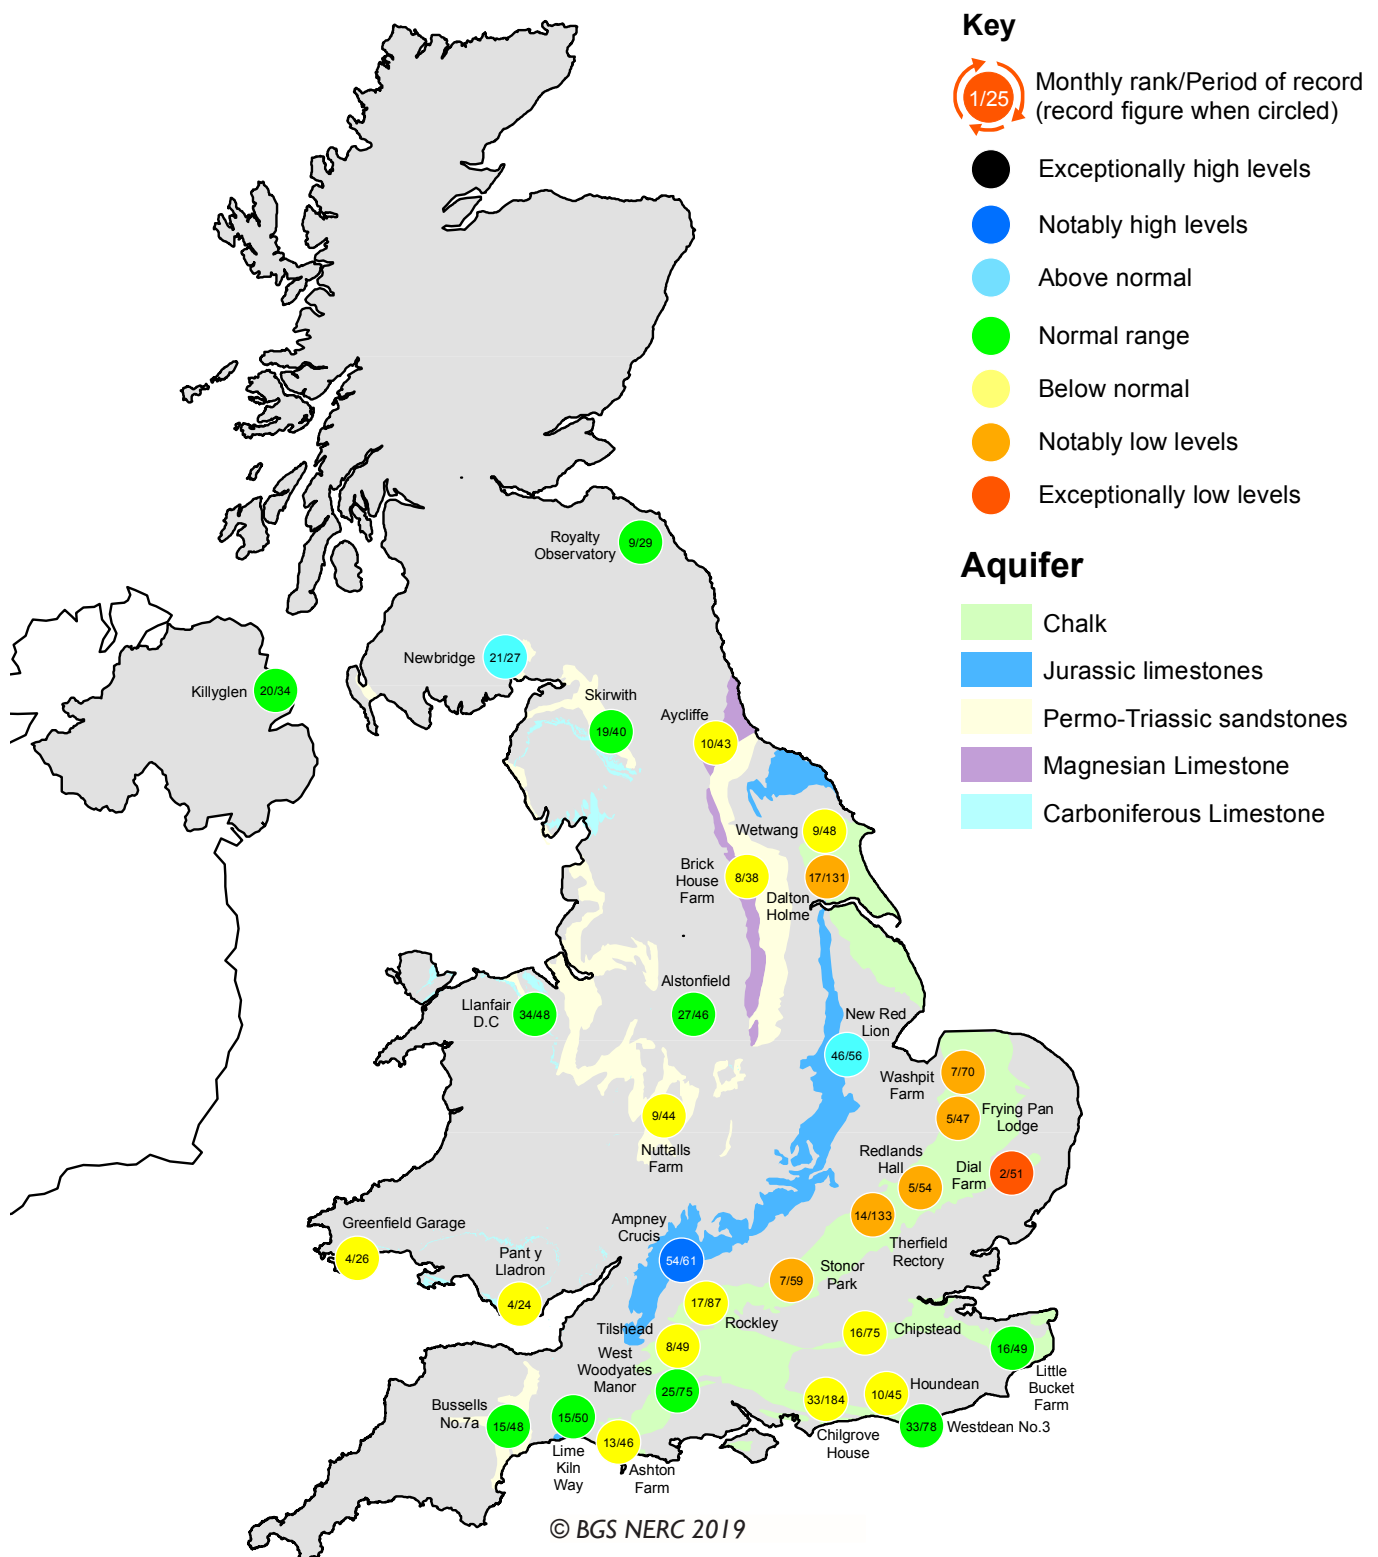 Key
1/25
Monthly rank/Period of record
(record figure when circled)
Exceptionally high levels
Notably high levels
Above normal
Normal range
Below normal
Notably low levels
Exceptionally low levels
Aquifer
Chalk
Jurassic limestones
Permo-Triassic sandstones
Magnesian Limestone
Carboniferous Limestone
Royalty
Observatory
9/29
Newbridge
21/27
Killyglen
20/34
Skirwith
19/40
Aycliffe
10/43
Wetwang
9/48
Brick
House
Farm
8/38
17/131
Dalton
Holme
Llanfair
D.C
34/48
Alstonfield
27/46
New Red
Lion
46/56
Washpit
Farm
7/70
Frying Pan
Lodge
5/47
9/44
Nuttalls
Farm
Redlands
Hall
5/54
Dial
Farm
2/51
14/133
Therfield
Rectory
Greenfield Garage
4/26
Pant y
Lladron
4/24
Ampney
Crucis
54/61
Stonor
Park
7/59
17/87
Rockley
Tilshead
8/49
West
Woodyates
Manor
25/75
16/75
Chipstead
16/49
Little
Bucket
Farm
Houndean
10/45
33/184
Chilgrove
House
33/78
Westdean No.3
Bussells
No.7a
15/48
15/50
Lime
Kiln
Way
13/46
Ashton
Farm
© BGS NERC 2019